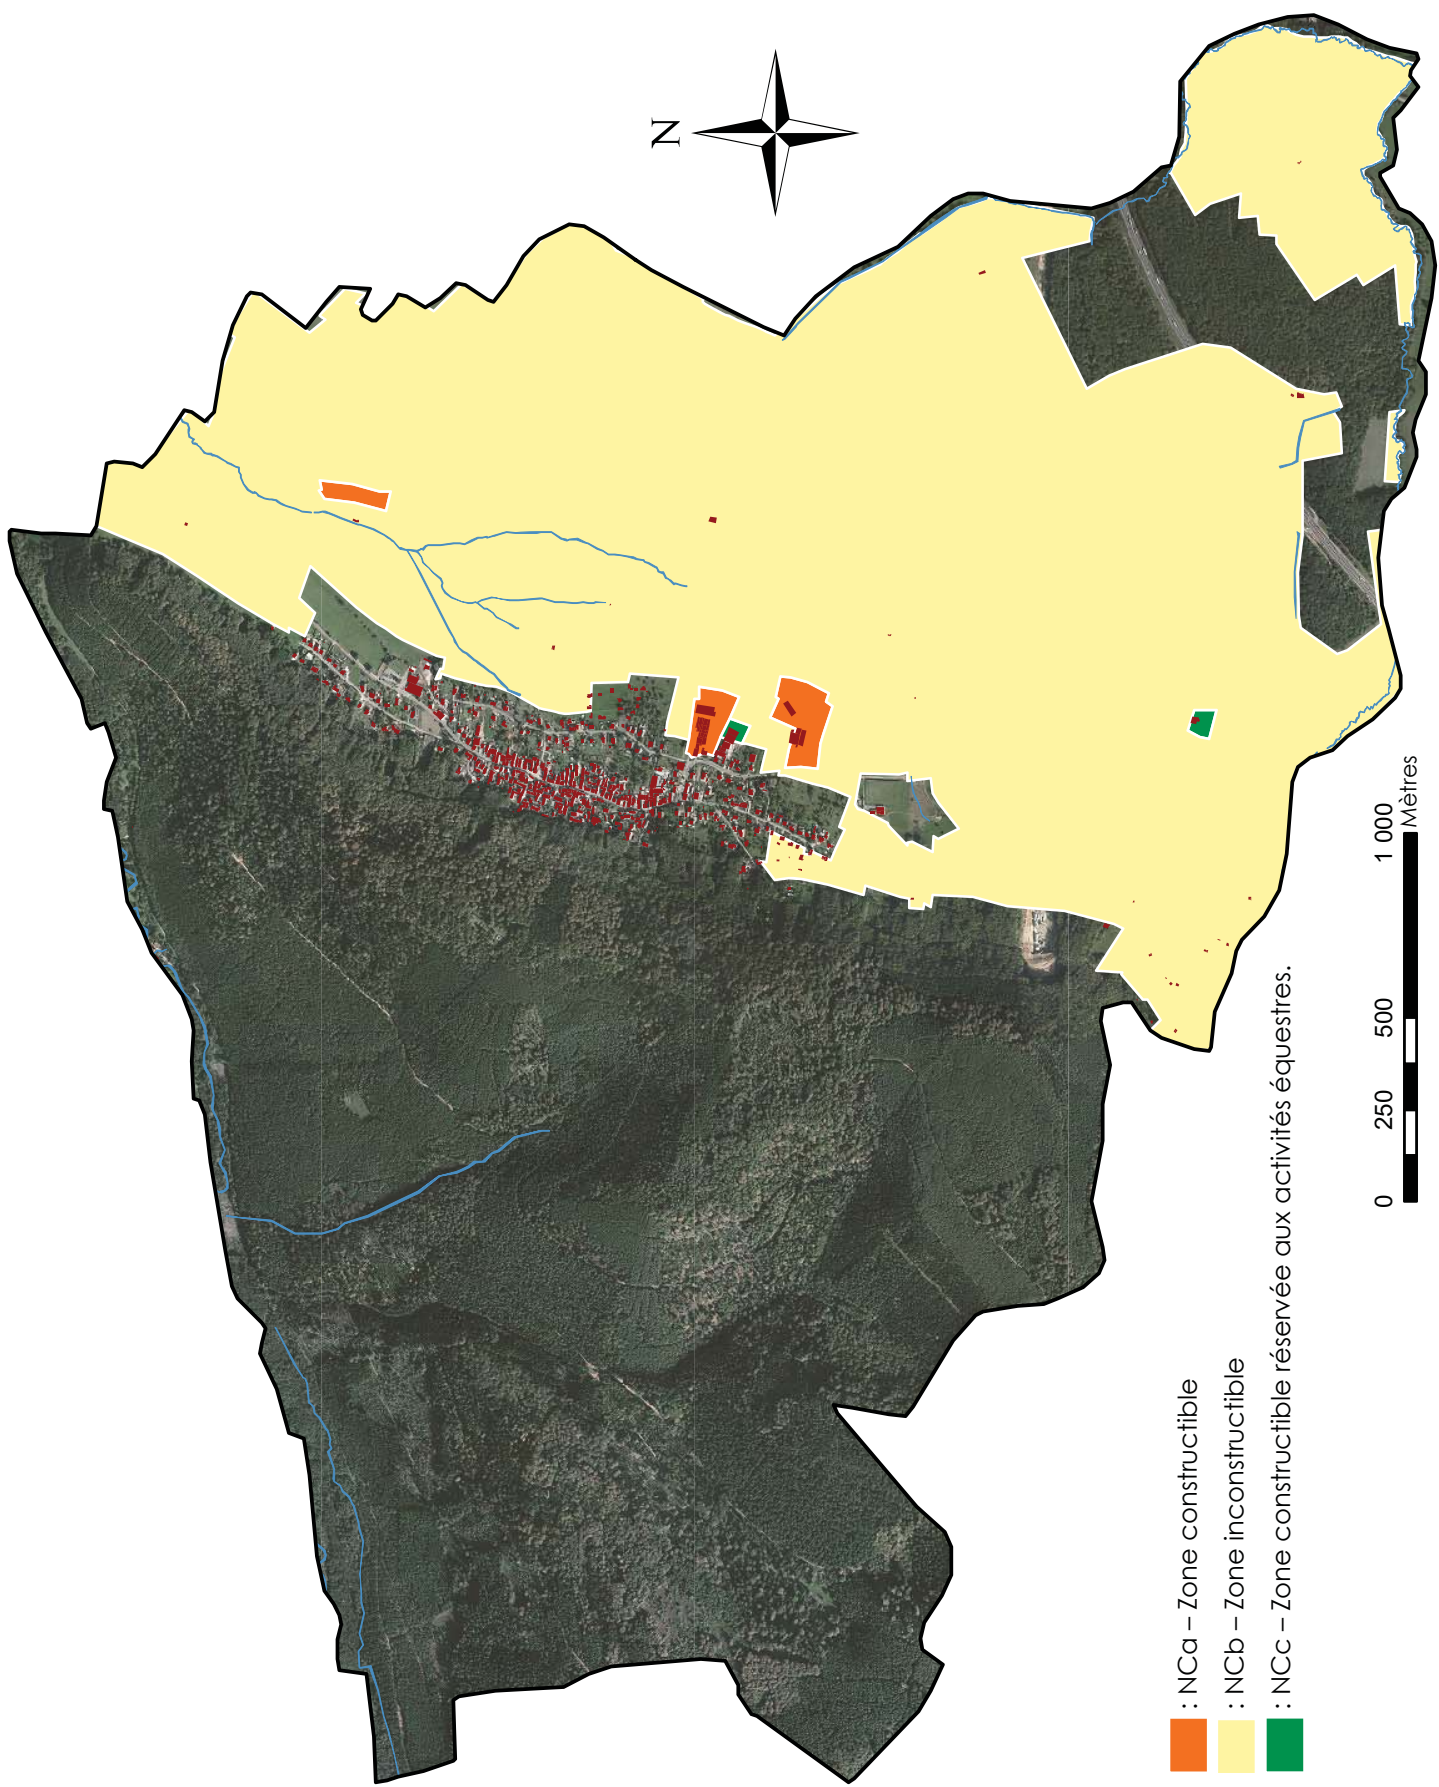 N
: NCa – Zone constructible
: NCb – Zone inconstructible
: NCc – Zone constructible réservée aux activités équestres.
0 250 500 1 000
Mètres